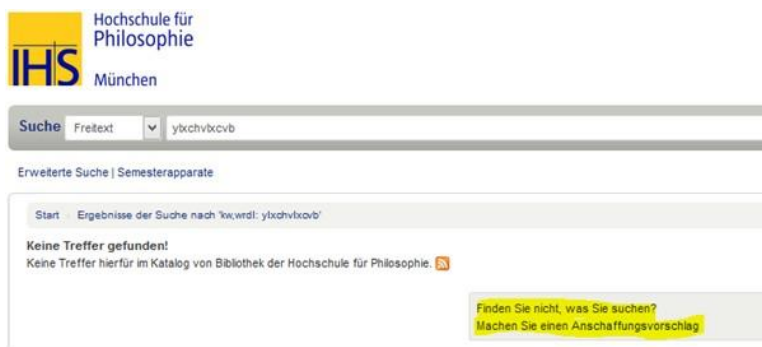 Hochschule für
Philosophie
IHS
München
Suche Freitext ylxchvlxcvb
Erweiterte Suche | Semesterapparate
Start Ergebnisse der Suche nach 'kw,wrdl: ylxchvlxcvb'
Keine Treffer gefunden!
Keine Treffer hierfür im Katalog von Bibliothek der Hochschule für Philosophie.
Finden Sie nicht, was Sie suchen?
Machen Sie einen Anschaffungsvorschlag